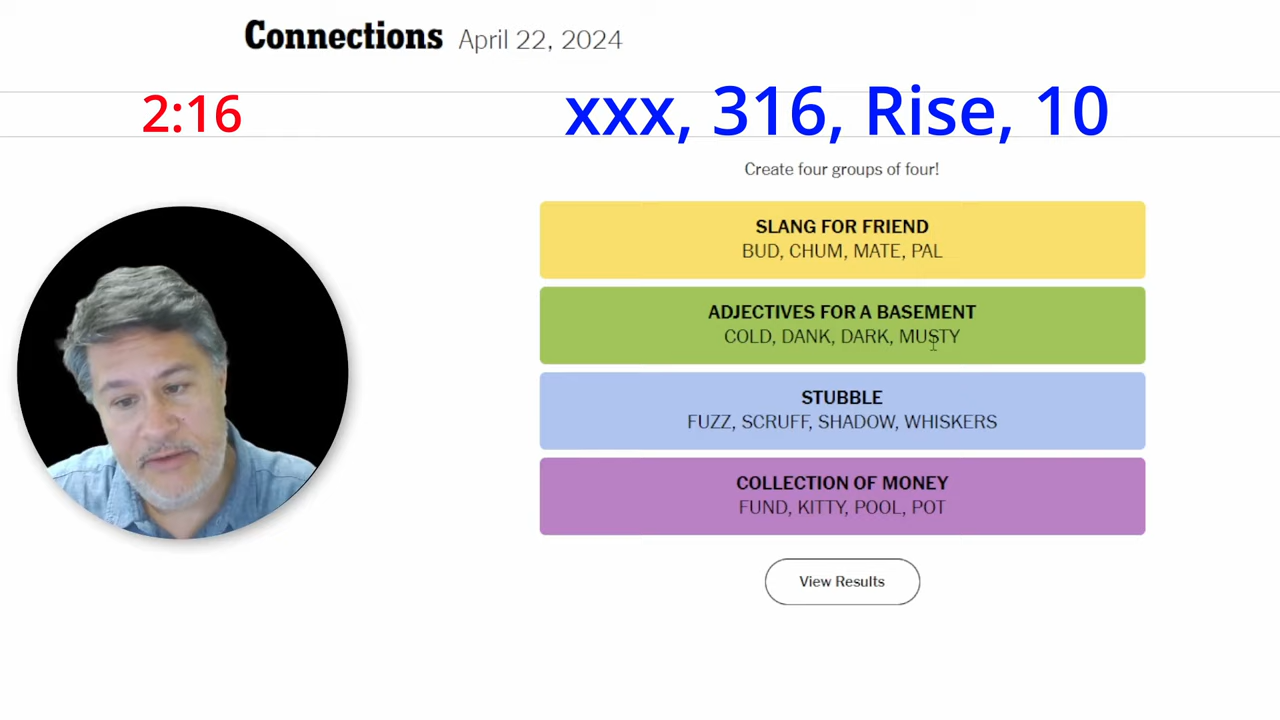 Connections April 22, 2024
2:16
xxx, 316, Rise, 10
Create four groups of four!
SLANG FOR FRIEND
BUD, CHUM, MATE, PAL
ADJECTIVES FOR A BASEMENT
COLD, DANK, DARK, MUSTY
STUBBLE
FUZZ, SCRUFF, SHADOW, WHISKERS
COLLECTION OF MONEY
FUND, KITTY, POOL, POT
View Results